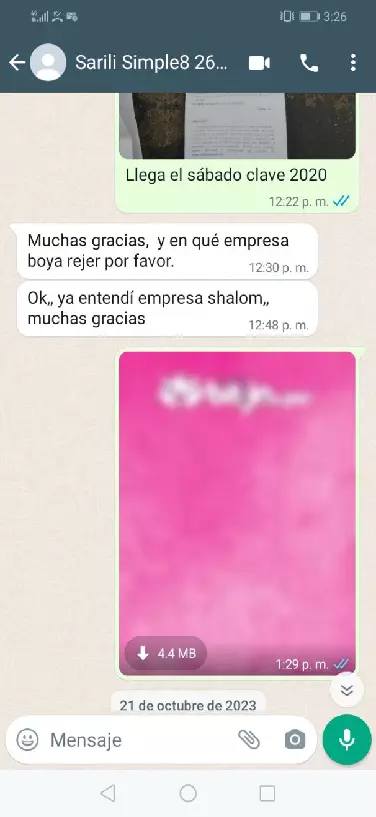 3:26
Sarili Simple8 26...
Llega el sábado clave 2020
12:22 p. m.
Muchas gracias, y en qué empresa
boya rejer por favor.
12:30 p. m.
Ok,, ya entendí empresa shalom,,
muchas gracias
12:48 p. m.
4.4 MB
1:29 p. m.
21 de octubre de 2023
Mensaje